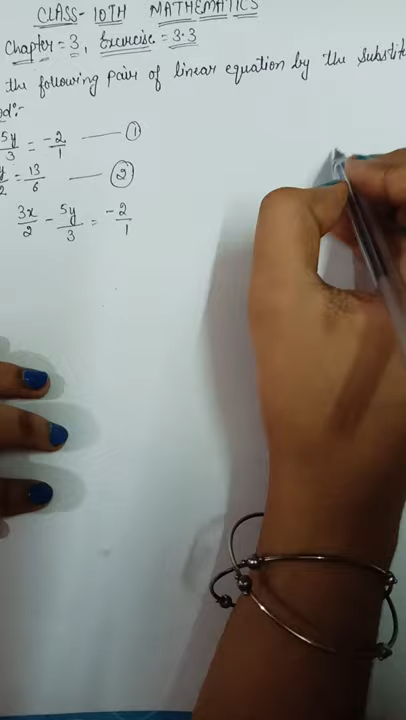 CLASS- 10TH MATHEMATICS
Chapter = 3, Exercise = 3.3
the following pair of linear equation by the
5y/3 = -2/1 —— ①
= 13/6 —— ②
3x/2 - 5y/3 = -2/1